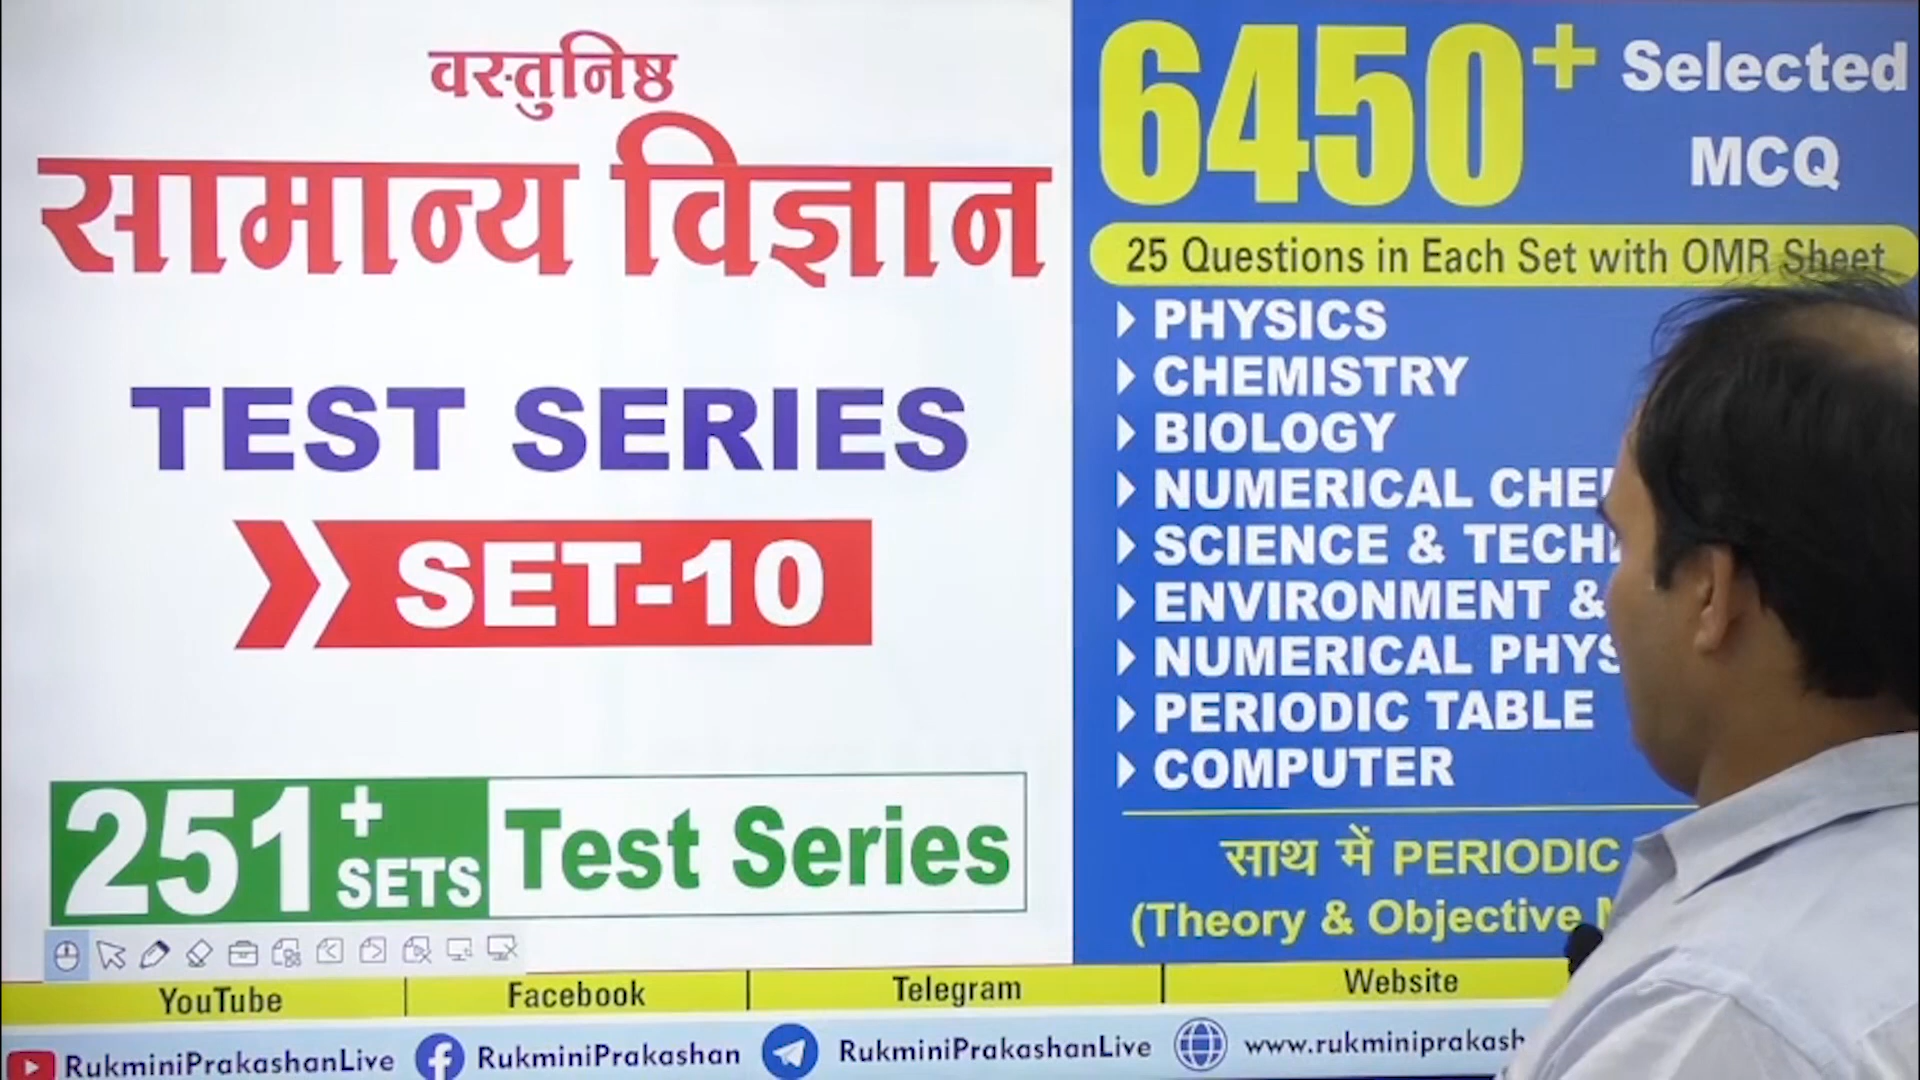 वस्तुनिष्ठ
सामान्य विज्ञान
TEST SERIES
SET-10
251+ SETS Test Series
6450+ Selected
MCQ
25 Questions in Each Set with OMR Sheet
PHYSICS
CHEMISTRY
BIOLOGY
NUMERICAL
SCIENCE &
ENVIRONMENT &
NUMERICAL
PERIODIC TABLE
COMPUTER
साथ में PERIODIC
(Theory & Objective
YouTube Facebook Telegram Website
RukminiPrakashanLive RukminiPrakashan RukminiPrakashanLive